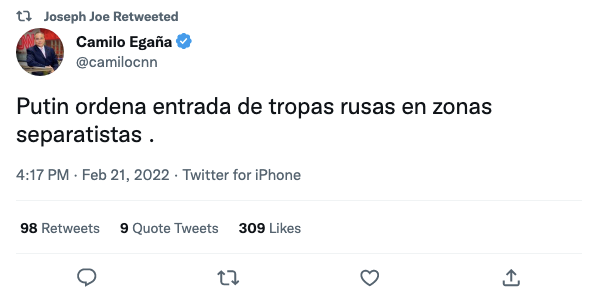 Joseph Joe Retweeted
Camilo Egaña
@camilocnn
Putin ordena entrada de tropas rusas en zonas
separatistas .
4:17 PM · Feb 21, 2022 · Twitter for iPhone
98 Retweets 9 Quote Tweets 309 Likes